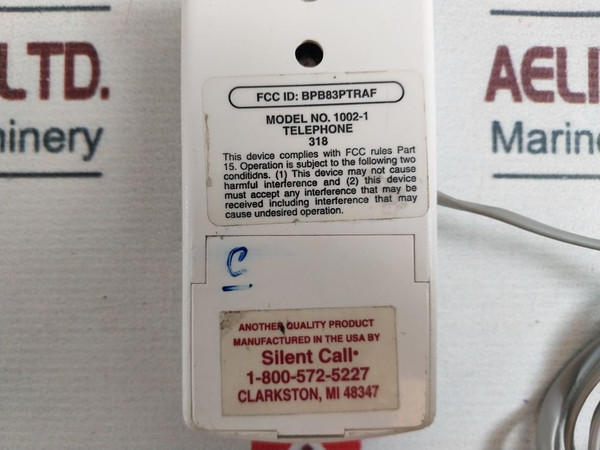 LTD.
AELI
hinery
Marine
FCC ID: BPB83PTRAF
MODEL NO. 1002-1
TELEPHONE
318
This device complies with FCC rules Part
15. Operation is subject to the following two
conditions. (1) This device may not cause
harmful interference and (2) this device
must accept any interference that may be
received including interference that may
cause undesired operation.
C
ANOTHER QUALITY PRODUCT
MANUFACTURED IN THE USA BY
Silent Call
1-800-572-5227
CLARKSTON, MI 48347